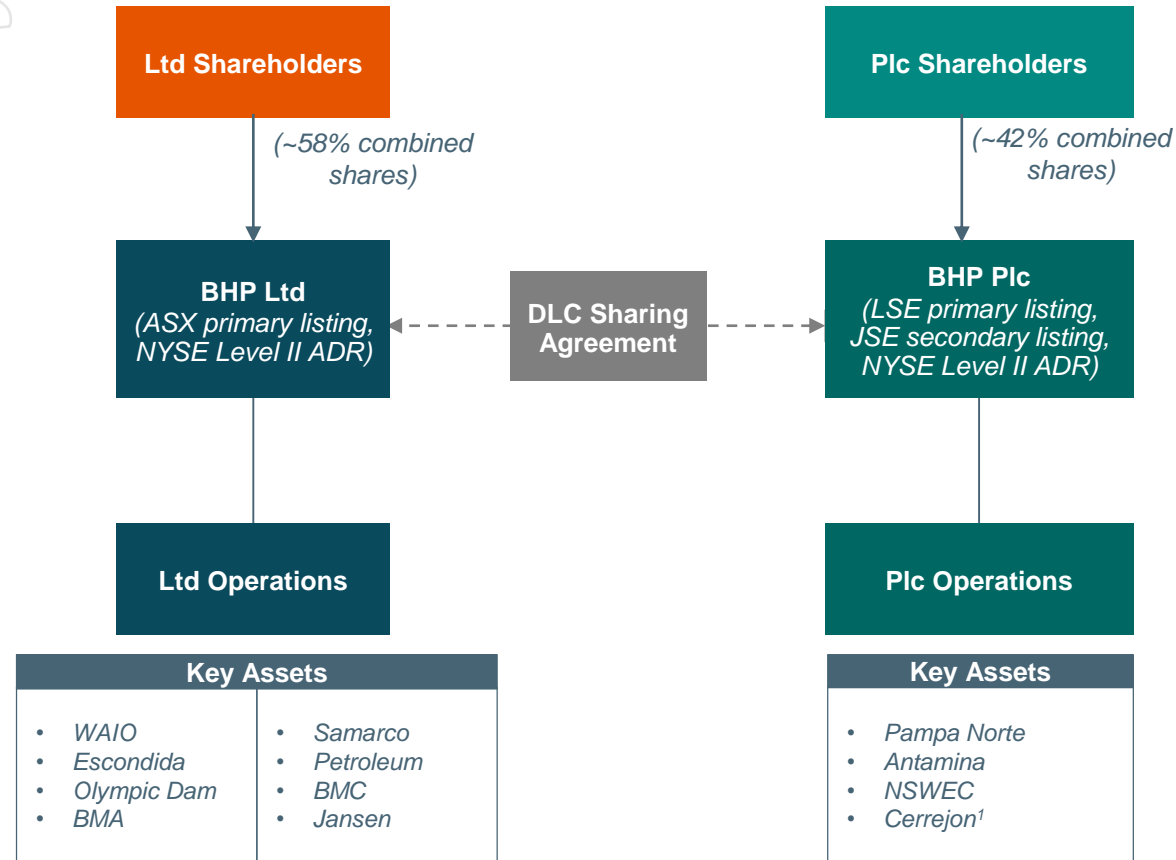 Ltd Shareholders
Plc Shareholders
(~58% combined
shares)
(~42% combined
shares)
BHP Ltd
(ASX primary listing,
NYSE Level II ADR)
DLC Sharing
Agreement
BHP Plc
(LSE primary listing,
JSE secondary listing,
NYSE Level II ADR)
Ltd Operations
Plc Operations
Key Assets
• WAIO
• Escondida
• Olympic Dam
• BMA
• Samarco
• Petroleum
• BMC
• Jansen
Key Assets
• Pampa Norte
• Antamina
• NSWEC
• Cerrejon¹